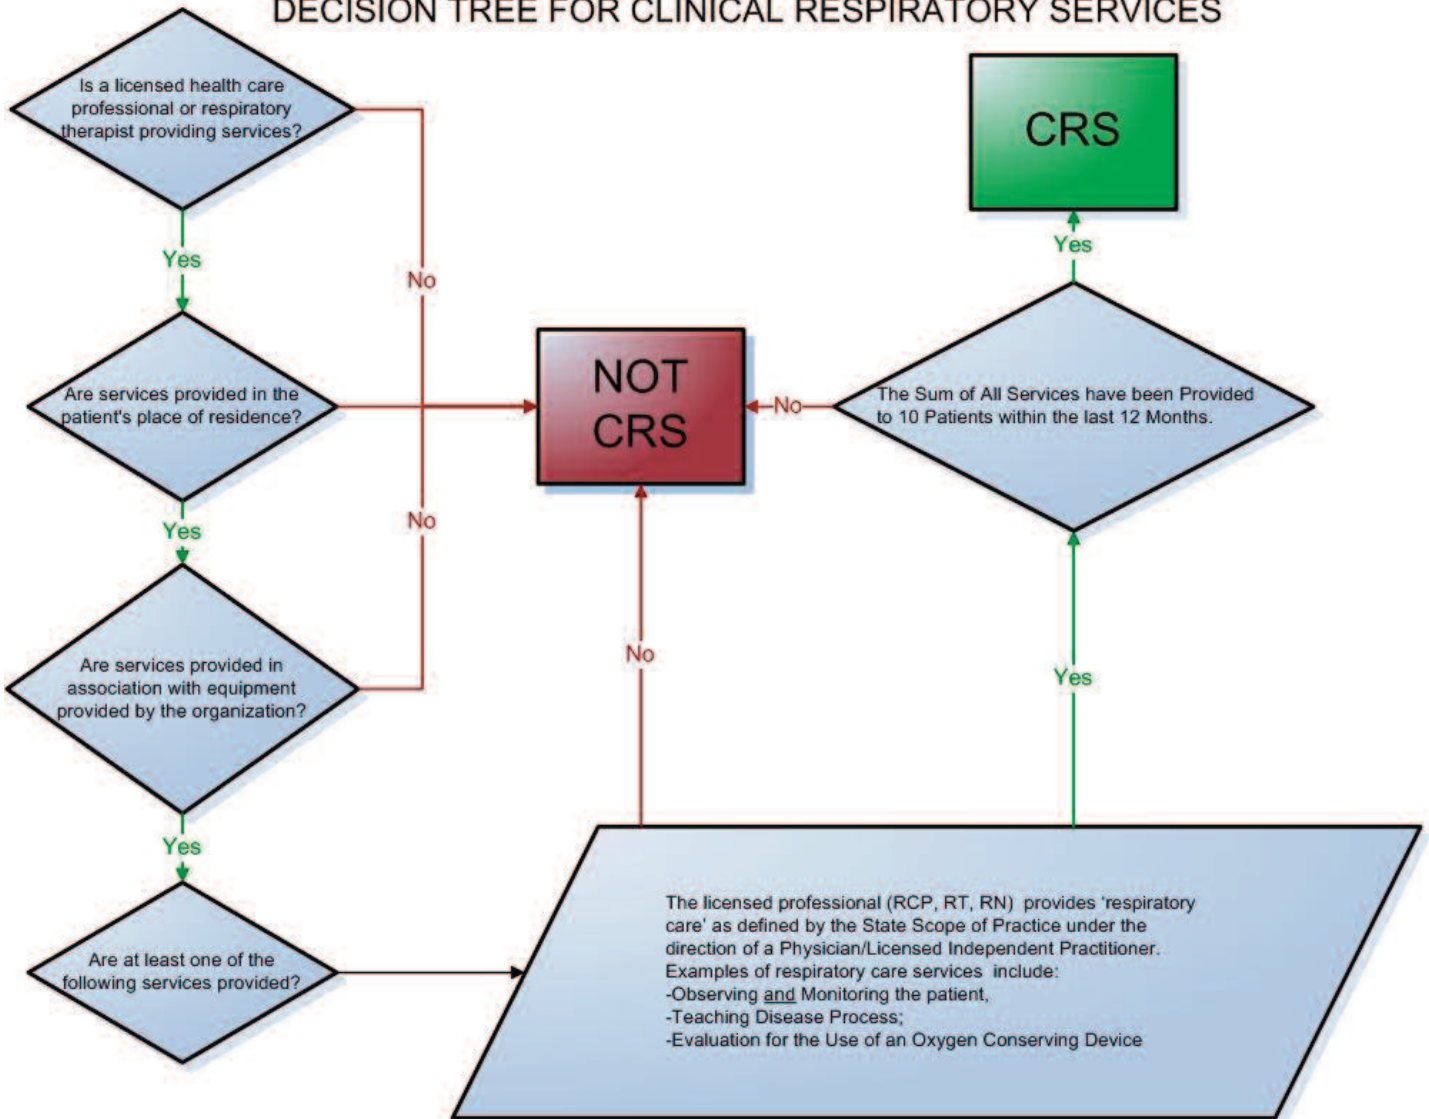 DECISION TREE FOR CLINICAL RESPIRATORY SERVICES
Is a licensed health care
professional or respiratory
therapist providing services?
Yes
No
Are services provided in the
patient's place of residence?
Yes
No
Are services provided in
association with equipment
provided by the organization?
Yes
Are at least one of the
following services provided?
The licensed professional (RCP, RT, RN)  provides ‘respiratory
care’ as defined by the State Scope of Practice under the
direction of a Physician/Licensed Independent Practitioner.
Examples of respiratory care services  include:
-Observing and Monitoring the patient,
-Teaching Disease Process;
-Evaluation for the Use of an Oxygen Conserving Device
No
Yes
The Sum of All Services have been Provided
to 10 Patients within the last 12 Months.
No
Yes
NOT
CRS
CRS